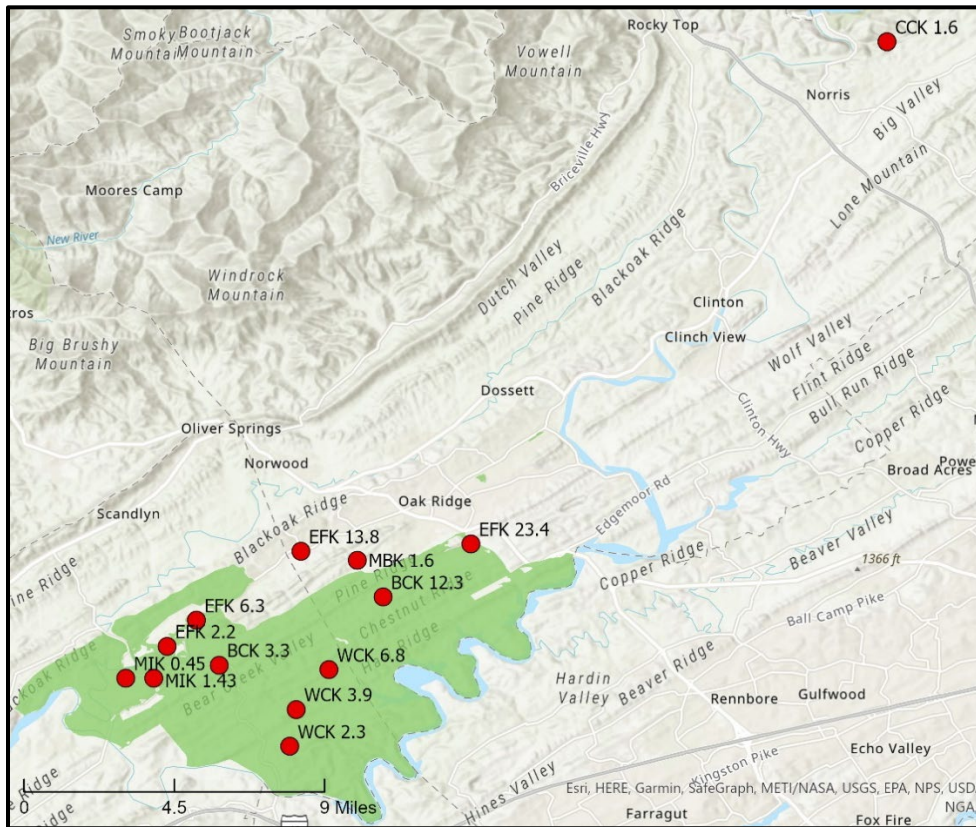 Smoky
Mountain
Bootjack
Mountain
Vowell
Mountain
Rocky Top
CCK 1.6
Norris
Big Valley
Briceville Hwy
Lone Mountain
Moores Camp
New River
Windrock
Mountain
Dutch Valley
Pine Ridge
Blackoak Ridge
Clinton
Clinch View
tros
Big Brushy
Mountain
Wolf Valley
Flint Ridge
Bull Run Ridge
Copper Ridge
Dossett
Clinton Hwy
Oliver Springs
Norwood
Broad Acres
Powe
Scandlyn
Blackoak Ridge
Oak Ridge
Edgemoor Rd
EFK 13.8
EFK 23.4
MBK 1.6
Pine Ridge
BCK 12.3
Copper Ridge
Beaver Valley
1366 ft
ine Ridge
Chestnut Ridge
EFK 6.3
Ball Camp Pike
EFK 2.2
BCK 3.3
WCK 6.8
Beaver Ridge
MIK 0.45
MIK 1.43
Bear Creek Valley
Hardin
Valley
Rennbore
Gulfwood
WCK 3.9
WCK 2.3
Echo Valley
Kingston Pike
Hines Valley
e Ridge
0
4.5
9 Miles
Esri, HERE, Garmin, SafeGraph, METI/NASA, USGS, EPA, NPS, USD
NGA
Farragut
Fox Fire